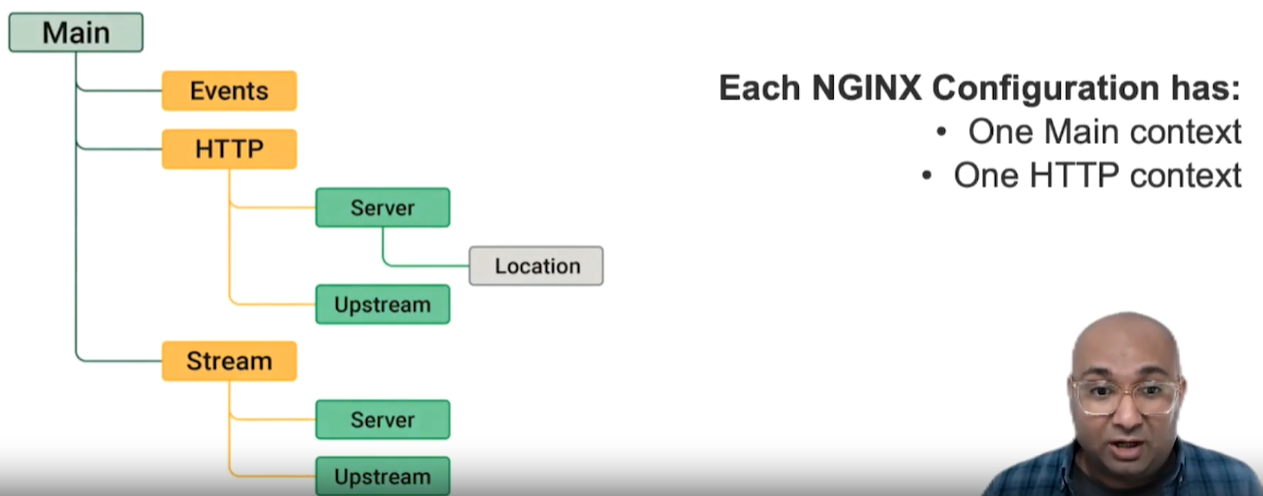 Main
Events
HTTP
Server
Location
Upstream
Stream
Server
Upstream
Each NGINX Configuration has:
• One Main context
• One HTTP context